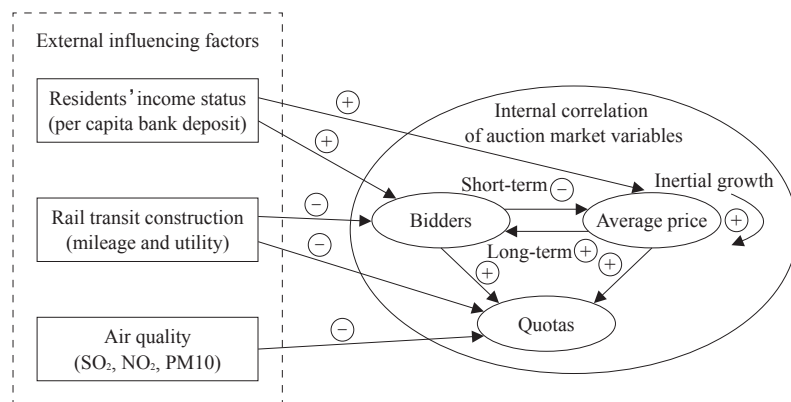 External influencing factors
Residents' income status
(per capita bank deposit)
+
+
Internal correlation
of auction market variables
Short-term −
Inertial growth
Rail transit construction
(mileage and utility)
−
−
Bidders
Average price
+
Long-term +
+
+
Quotas
Air quality
(SO₂, NO₂, PM10)
−